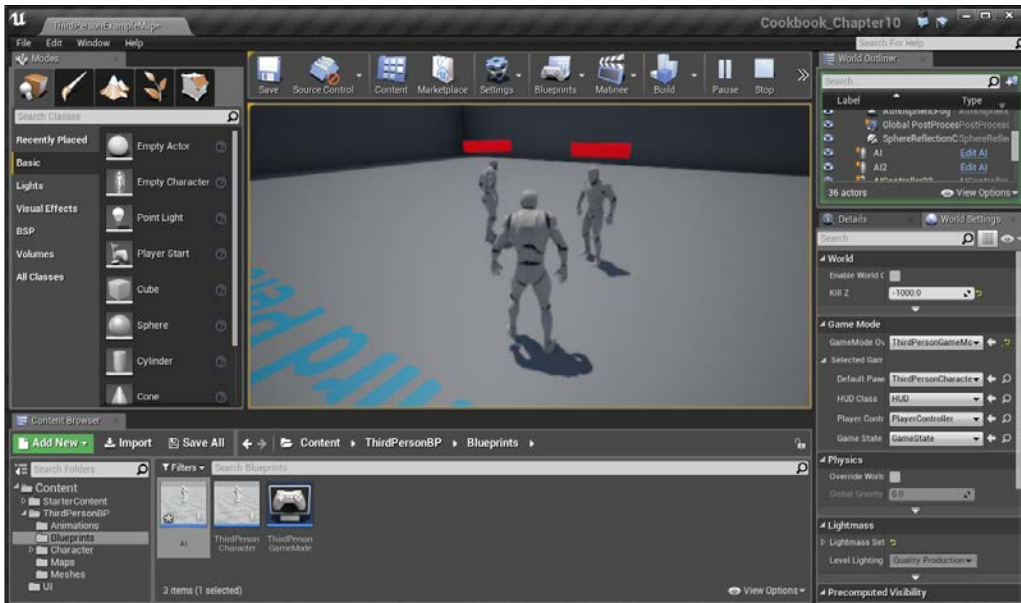 ThirdPersonExampleMap*
Cookbook_Chapter10
File Edit Window Help
Search For Help
Modes
Search Classes
Recently Placed
Basic
Lights
Visual Effects
BSP
Volumes
All Classes
Empty Actor
Empty Character
Point Light
Player Start
Cube
Sphere
Cylinder
Cone
Save Source Control Content Marketplace Settings Blueprints Matinee Build Pause Stop
Third per
World Outliner
Search...
Label Type
AtmosphericFog Atmospheric
Global PostProces PostProcess
SphereReflectionC SphereReflec
AI Edit AI
AI2 Edit AI
36 actors View Options
Details World Settings
Search
World
Enable World C
Kill Z -1000.0
Game Mode
GameMode Ov ThirdPersonGameMo
Selected Gam
Default Pawn ThirdPersonCharacte
HUD Class HUD
Player Contr PlayerController
Game State GameState
Physics
Override World
Global Gravity 0.0
Lightmass
Lightmass Set
Level Lighting Quality Production
Precomputed Visibility
Content Browser
Add New Import Save All Content ThirdPersonBP Blueprints
Search Folders
Filters Search Blueprints
Content
StarterContent
ThirdPersonBP
Animations
Blueprints
Character
Maps
Meshes
UI
AI
ThirdPerson Character
ThirdPerson GameMode
3 items (1 selected) View Options